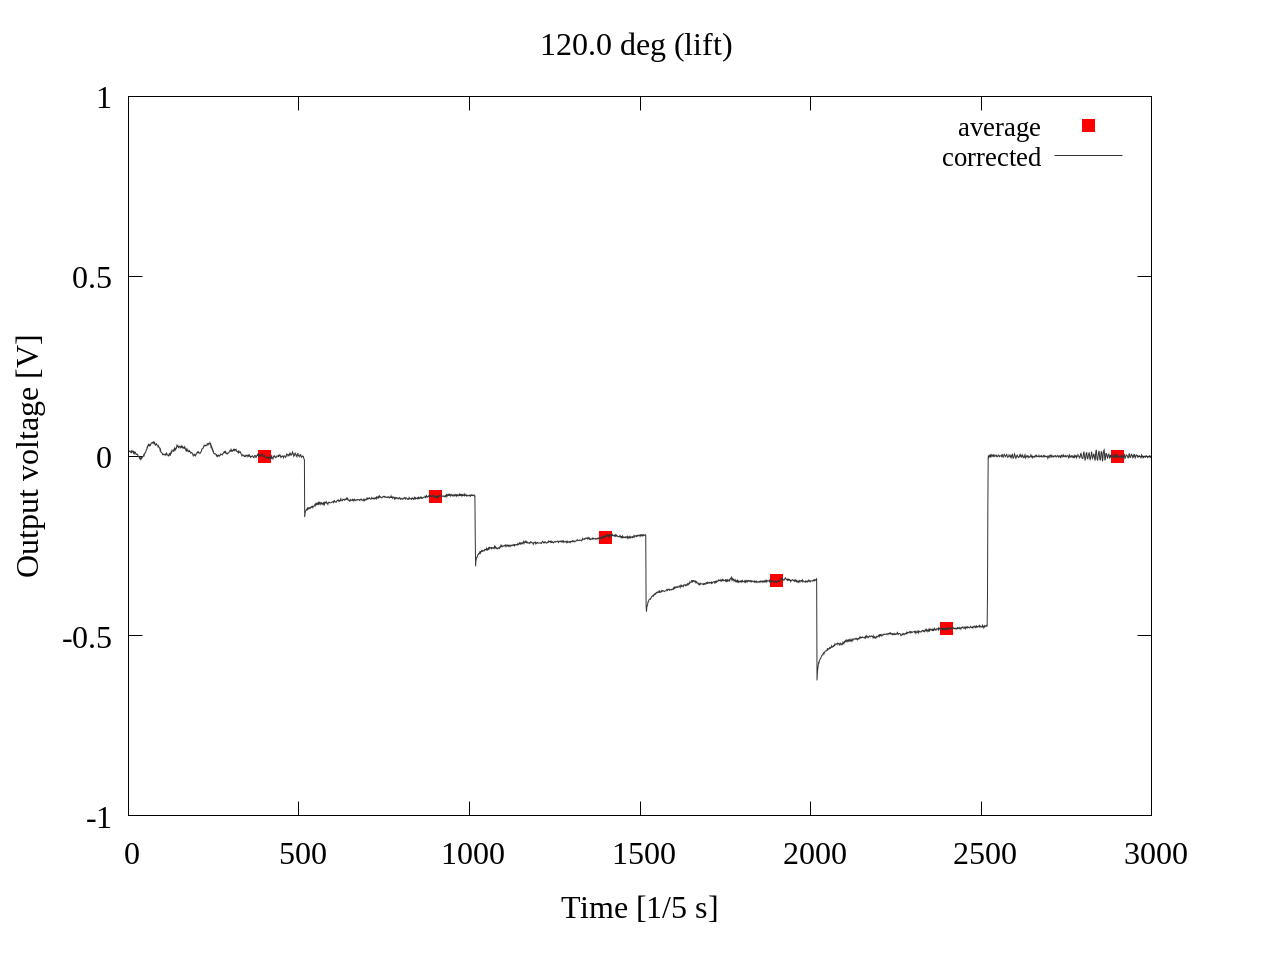 120.0 deg (lift)
1
average
corrected
0.5
0
-0.5
-1
Output voltage [V]
0 500 1000 1500 2000 2500 3000
Time [1/5 s]